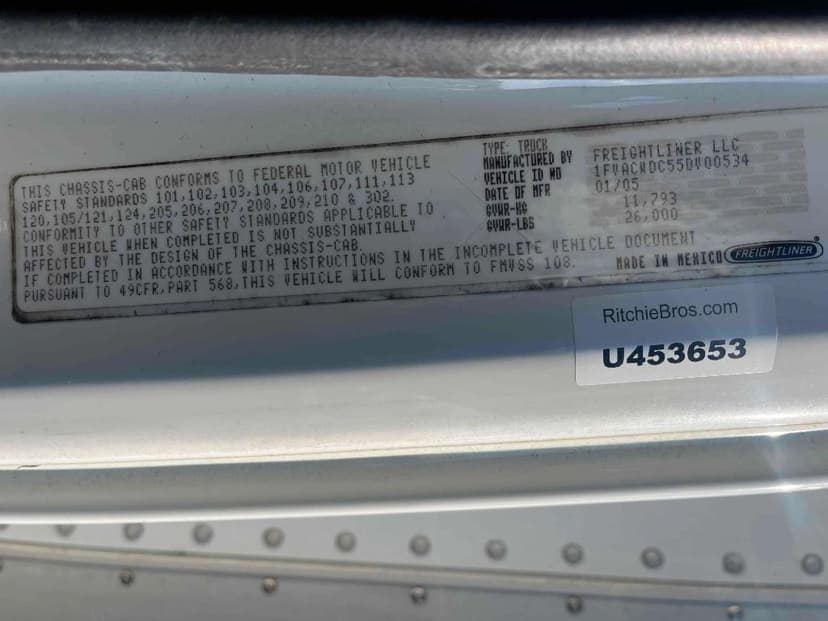 THIS CHASSIS-CAB CONFORMS TO FEDERAL MOTOR VEHICLE
SAFETY STANDARDS 101,102,103,104,106,107,111,113
120,105/121,124,205,206,207,208,209,210 & 302.
CONFORMITY TO OTHER SAFETY STANDARDS APPLICABLE TO
THIS VEHICLE WHEN COMPLETED IS NOT SUBSTANTIALLY
AFFECTED BY THE DESIGN OF THE CHASSIS-CAB.
IF COMPLETED IN ACCORDANCE WITH INSTRUCTIONS IN THE INCOMPLETE VEHICLE DOCUMENT
PURSUANT TO 49CFR,PART 568,THIS VEHICLE WILL CONFORM TO FMVSS 108.
TYPE: TRUCK
MANUFACTURED BY FREIGHTLINER LLC
VEHICLE ID NO 1FVACWDC55DV00534
DATE OF MFR 01/05
GVWR-KG 11,793
GVWR-LBS 26,000
MADE IN MEXICO
FREIGHTLINER
RitchieBros.com
U453653